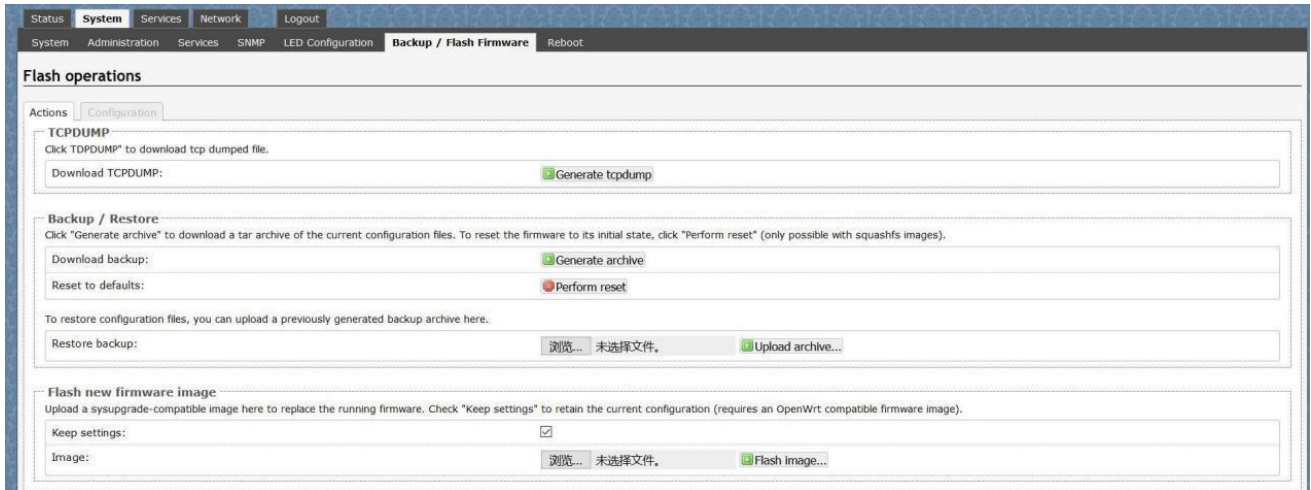 Status System Services Network Logout
System Administration Services SNMP LED Configuration Backup / Flash Firmware Reboot
Flash operations
Actions Configuration
TCPDUMP
Click TDPDUMP" to download tcp dumped file.
Download TCPDUMP: Generate tcpdump
Backup / Restore
Click "Generate archive" to download a tar archive of the current configuration files. To reset the firmware to its initial state, click "Perform reset" (only possible with squashfs images).
Download backup: Generate archive
Reset to defaults: Perform reset
To restore configuration files, you can upload a previously generated backup archive here.
Restore backup: 浏览... 未选择文件。 Upload archive...
Flash new firmware image
Upload a sysupgrade-compatible image here to replace the running firmware. Check "Keep settings" to retain the current configuration (requires an OpenWrt compatible firmware image).
Keep settings:
Image: 浏览... 未选择文件。 Flash image...